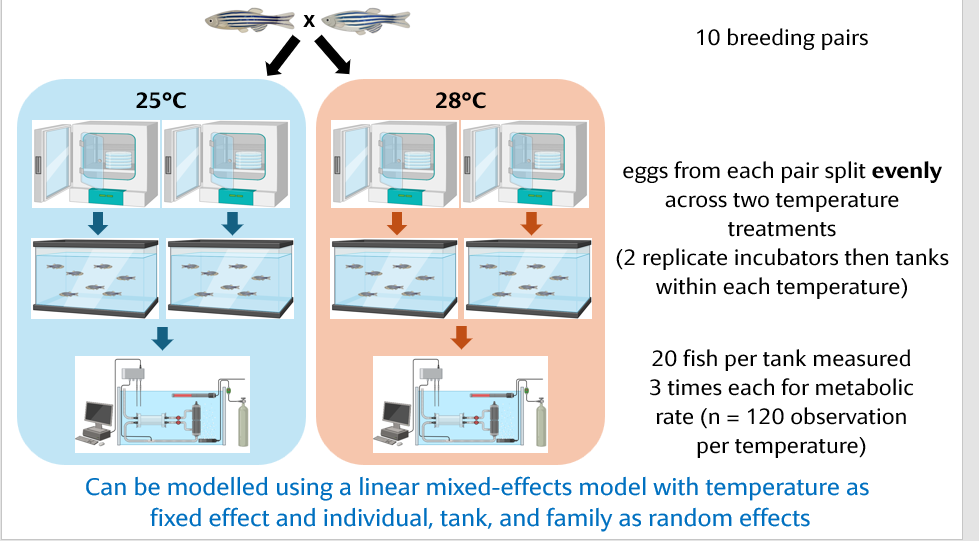 x
10 breeding pairs
25°C
28°C
eggs from each pair split evenly
across two temperature
treatments
(2 replicate incubators then tanks
within each temperature)
20 fish per tank measured
3 times each for metabolic
rate (n = 120 observation
per temperature)
Can be modelled using a linear mixed-effects model with temperature as
fixed effect and individual, tank, and family as random effects